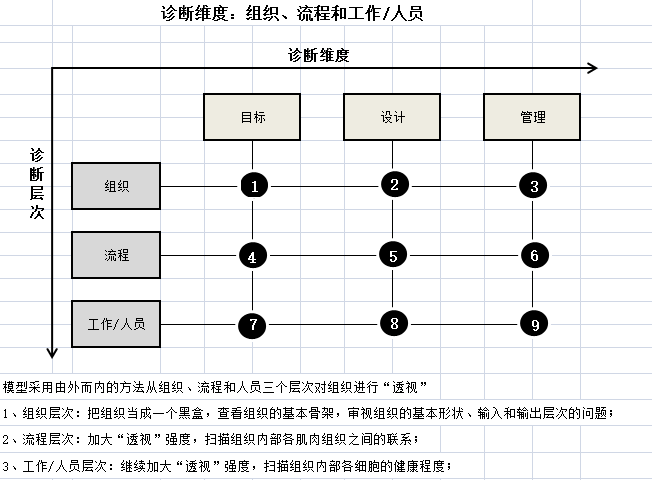 诊断维度：组织、流程和工作/人员
诊断维度
目标 设计 管理
诊断层次
组织 1 2 3
流程 4 5 6
工作/人员 7 8 9
模型采用由外而内的方法从组织、流程和人员三个层次对组织进行“透视”
1、组织层次：把组织当成一个黑盒，查看组织的基本骨架，审视组织的基本形状、输入和输出层次的问题；
2、流程层次：加大“透视”强度，扫描组织内部各肌肉组织之间的联系；
3、工作/人员层次：继续加大“透视”强度，扫描组织内部各细胞的健康程度；